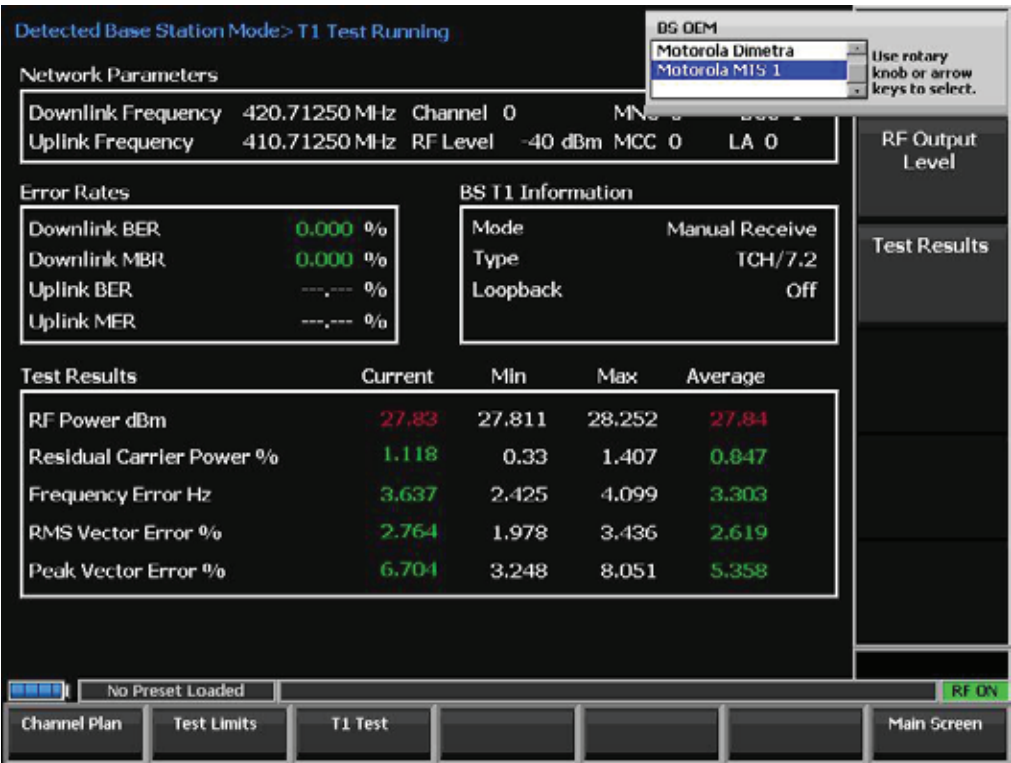 Detected Base Station Mode> T1 Test Running
BS OEM
Motorola Dimetra
Motorola MTS 1
Use rotary
knob or arrow
keys to select.
Network Parameters
Downlink Frequency 420.71250 MHz Channel 0
Uplink Frequency 410.71250 MHz RF Level -40 dBm MCC 0 LA 0
RF Output
Level
Test Results
Error Rates
Downlink BER 0.000 %
Downlink MBR 0.000 %
Uplink BER ---.--- %
Uplink MER ---.--- %
BS T1 Information
Mode Manual Receive
Type TCH/7.2
Loopback Off
Test Results Current Min Max Average
RF Power dBm 27.83 27.811 28.252 27.84
Residual Carrier Power % 1.118 0.33 1.407 0.847
Frequency Error Hz 3.637 2.425 4.099 3.303
RMS Vector Error % 2.764 1.978 3.436 2.619
Peak Vector Error % 6.704 3.248 8.051 5.358
No Preset Loaded
RF ON
Channel Plan
Test Limits
T1 Test
Main Screen